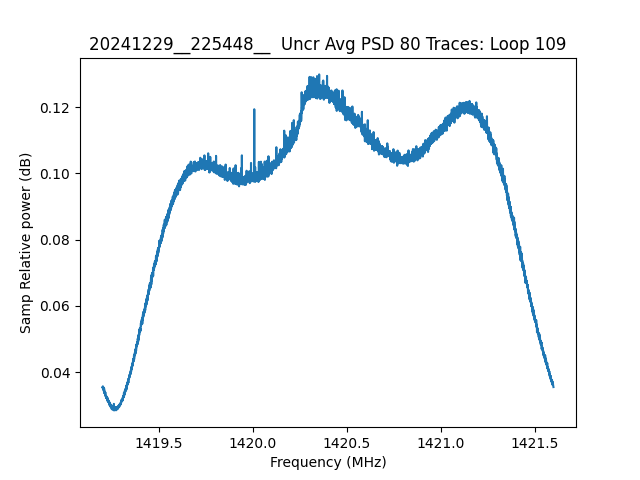 20241229__225448__  Uncr Avg PSD 80 Traces: Loop 109
Samp Relative power (dB)
0.12
0.10
0.08
0.06
0.04
1419.5 1420.0 1420.5 1421.0 1421.5
Frequency (MHz)